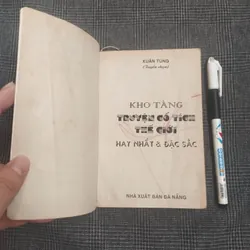 XUÂN TÙNG
(Tuyển chọn)
KHO TÀNG
TRUYỆN CỔ TÍCH
THẾ GIỚI
HAY NHẤT & ĐẶC SẮC
NHÀ XUẤT BẢN ĐÀ NẴNG